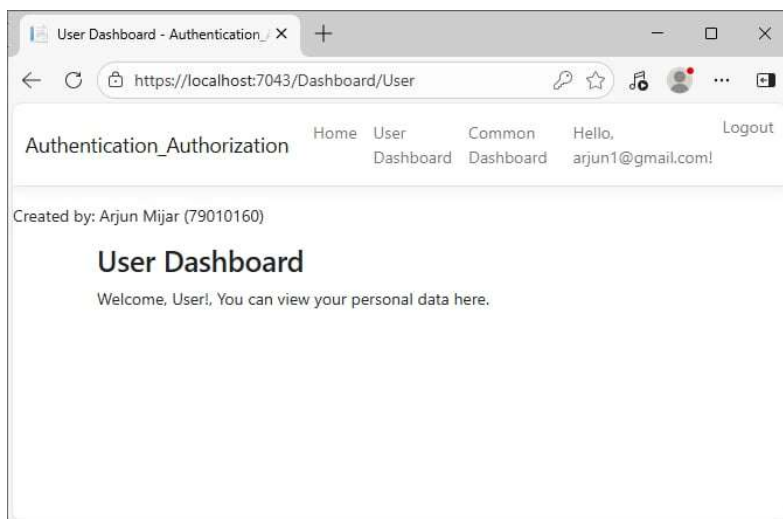 User Dashboard - Authentication_
https://localhost:7043/Dashboard/User
Authentication_Authorization
Home
User
Dashboard
Common
Dashboard
Hello,
arjun1@gmail.com!
Logout
Created by: Arjun Mijar (79010160)
User Dashboard
Welcome, User!, You can view your personal data here.